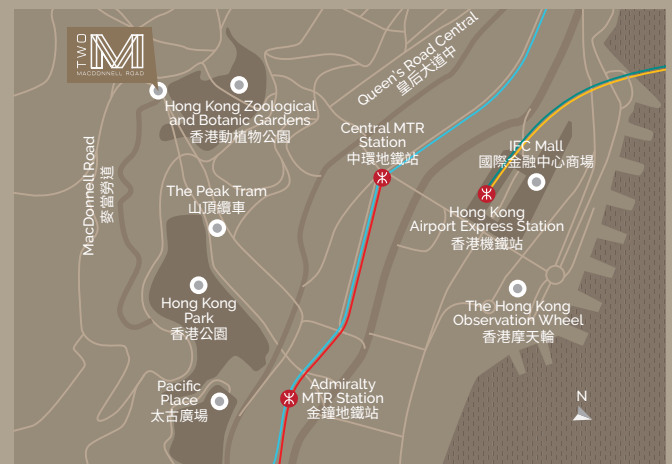 TWO
M
MACDONNELL ROAD
Hong Kong Zoological
and Botanic Gardens
香港動植物公園
Queen's Road Central
皇后大道中
Central MTR
Station
中環地鐵站
IFC Mall
國際金融中心商場
MacDonnell Road
麥當勞道
The Peak Tram
山頂纜車
Hong Kong
Airport Express Station
香港機鐵站
Hong Kong
Park
香港公園
The Hong Kong
Observation Wheel
香港摩天輪
Pacific
Place
太古廣場
Admiralty
MTR Station
金鐘地鐵站
N